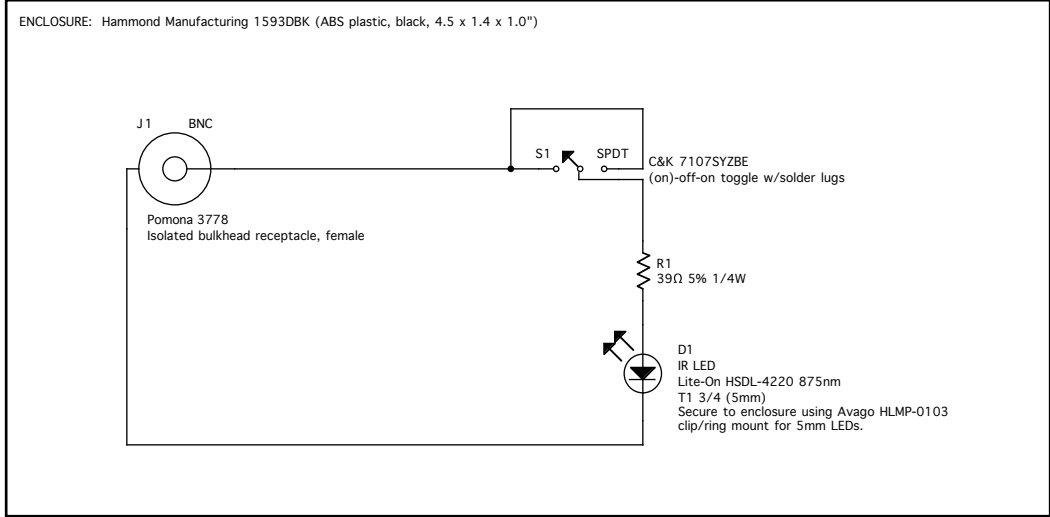 ENCLOSURE: Hammond Manufacturing 1593DBK (ABS plastic, black, 4.5 x 1.4 x 1.0")
J1 BNC
S1 SPDT
C&K 7107SYZBE
(on)-off-on toggle w/solder lugs
Pomona 3778
Isolated bulkhead receptacle, female
R1
39Ω 5% 1/4W
D1
IR LED
Lite-On HSDL-4220 875nm
T1 3/4 (5mm)
Secure to enclosure using Avago HLMP-0103
clip/ring mount for 5mm LEDs.